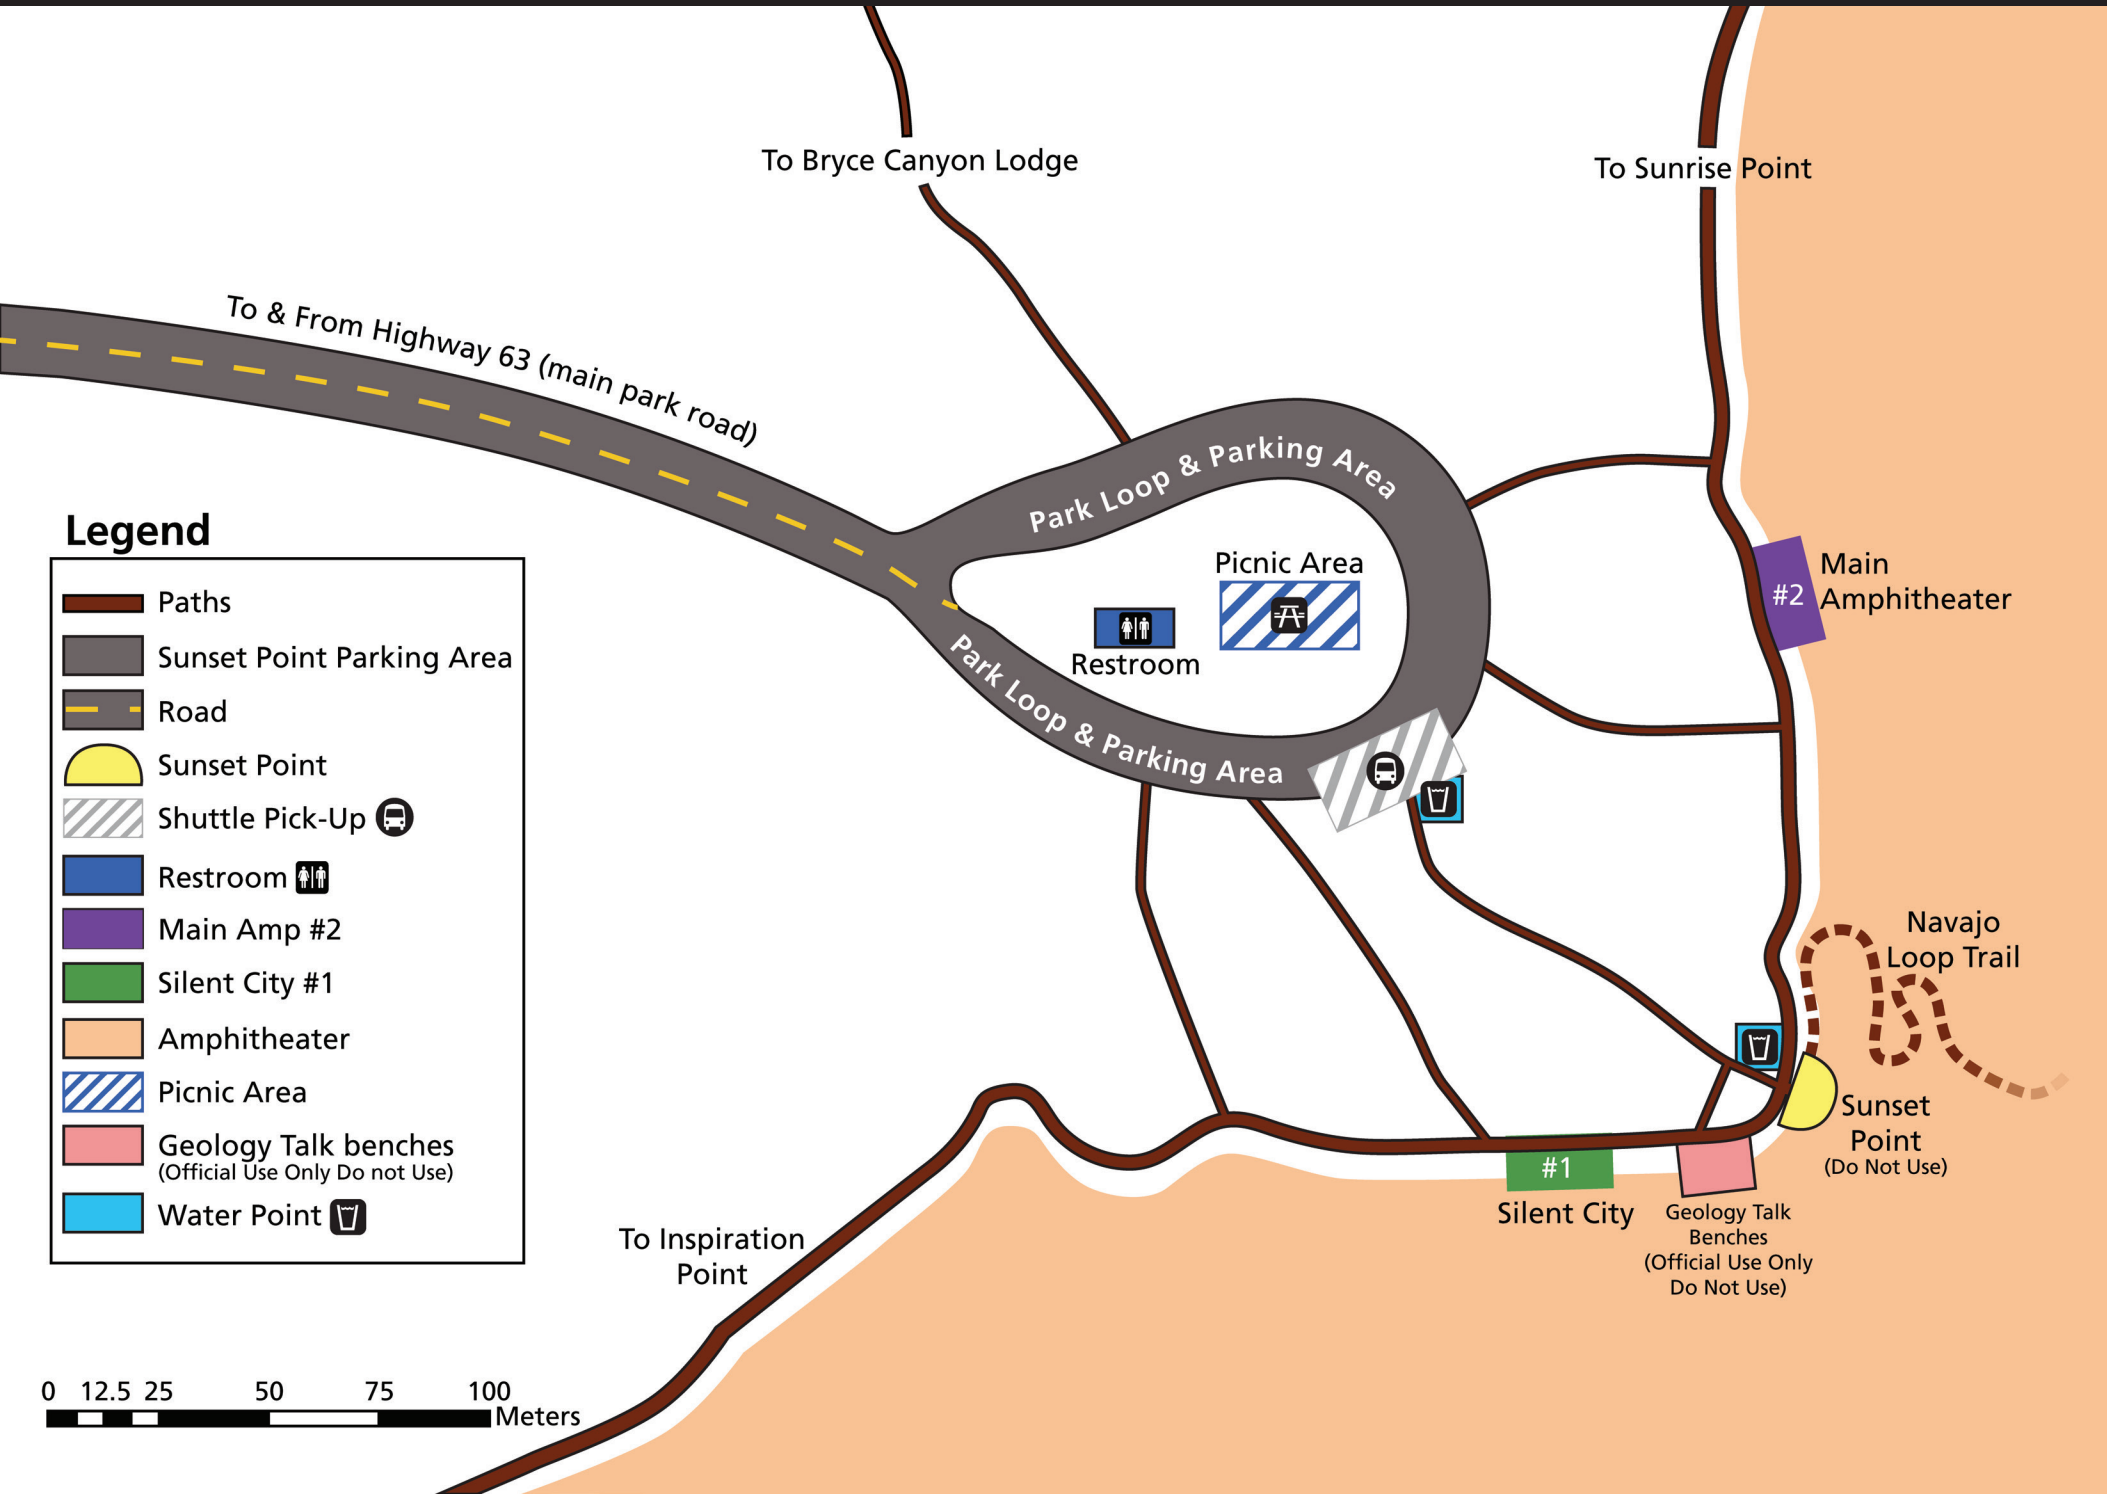 To Bryce Canyon Lodge
To Sunrise Point
To & From Highway 63 (main park road)
Park Loop & Parking Area
Picnic Area
Restroom
Park Loop & Parking Area
#2
Main
Amphitheater
Navajo
Loop Trail
Sunset
Point
(Do Not Use)
#1
Silent City
Geology Talk
Benches
(Official Use Only
Do Not Use)
To Inspiration
Point
Legend
Paths
Sunset Point Parking Area
Road
Sunset Point
Shuttle Pick-Up
Restroom
Main Amp #2
Silent City #1
Amphitheater
Picnic Area
Geology Talk benches
(Official Use Only Do not Use)
Water Point
0 12.5 25 50 75 100
Meters